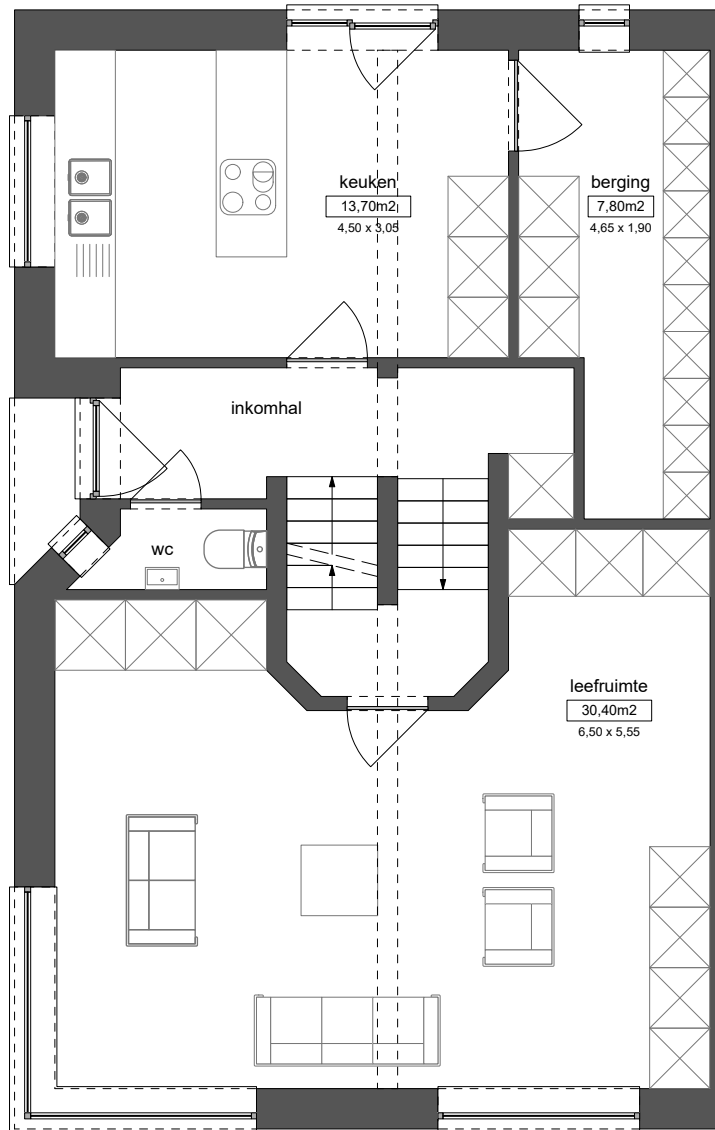 keuken
13,70m2
4,50 x 3,05
berging
7,80m2
4,65 x 1,90
inkomhal
wc
leefruimte
30,40m2
6,50 x 5,55